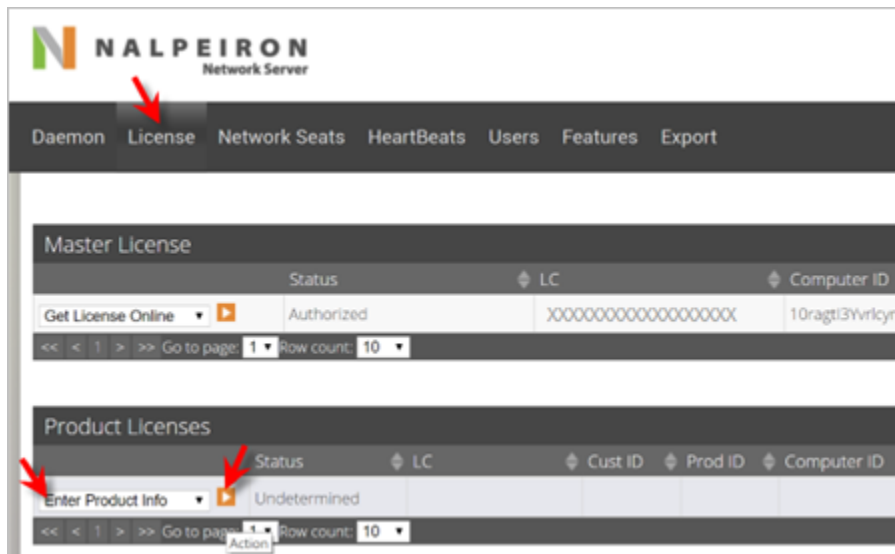 NALPEIRON
Network Server
Daemon License Network Seats HeartBeats Users Features Export
Master License
Status LC Computer ID
Get License Online Authorized XXXXXXXXXXXXXXXXXXX
<< < 1 > >> Go to page: 1 Row count: 10
Product Licenses
Status LC Cust ID Prod ID Computer ID
Enter Product Info Undetermined
<< < 1 > >> Go to page: 1 Row count: 10
Action